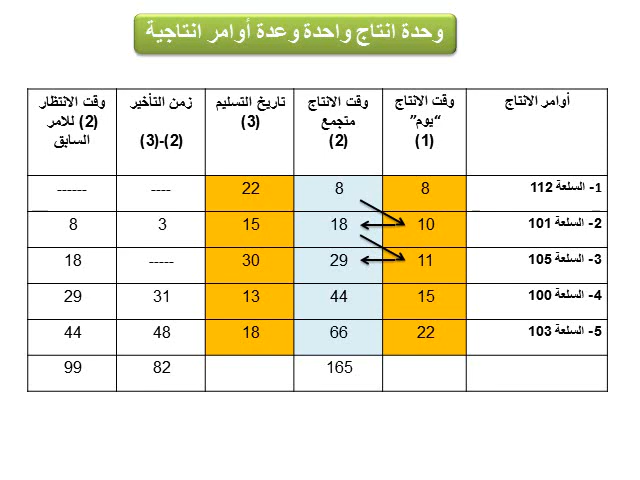 وحدة انتاج واحدة وعدة أوامر انتاجية
أوامر الانتاج
وقت الانتاج
“يوم”
(1)
وقت الانتاج
متجمع
(2)
تاريخ التسليم
(3)
زمن التأخير
(3)-(2)
وقت الانتظار
(2) للامر
السابق
1- السلعة 112 8 8 22 ---- ------
2- السلعة 101 10 18 15 3 8
3- السلعة 105 11 29 30 ----- 18
4- السلعة 100 15 44 13 31 29
5- السلعة 103 22 66 18 48 44
165 82 99